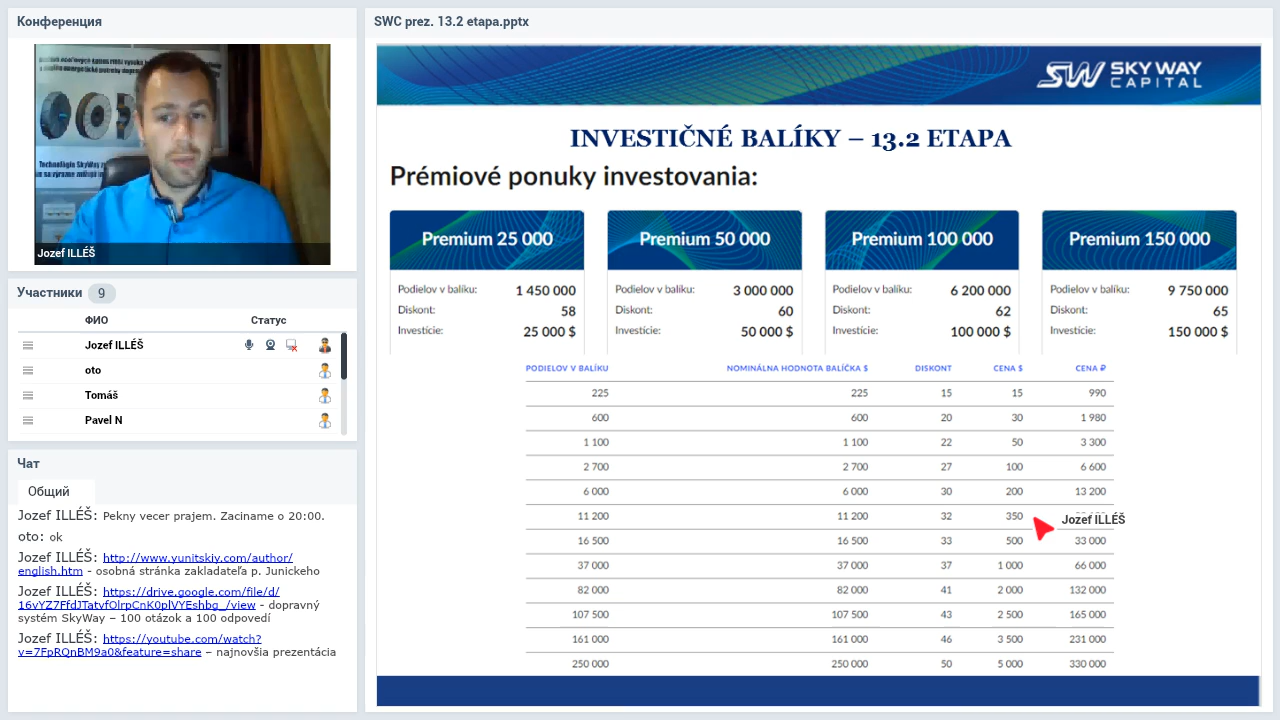 Конференция
Technológie SkyWay
Jozef ILLÉŠ
Участники 9
ФИО Статус
Jozef ILLÉŠ
oto
Tomáš
Pavel N
Чат
Общий
Jozef ILLÉŠ: Pekny vecer prajem. Zaciname o 20:00.
oto: ok
Jozef ILLÉŠ: http://www.yunitskiy.com/author/
english.htm - osobná stránka zakladateľa p. Junickeho
Jozef ILLÉŠ: https://drive.google.com/file/d/
16vYZ7FfdJTatvfOlrpCnK0plVYEshbg_/view - dopravný
systém SkyWay – 100 otázok a 100 odpovedí
Jozef ILLÉŠ: https://youtube.com/watch?
v=7FpRQnBM9a0&feature=share – najnovšia prezentácia
SWC prez. 13.2 etapa.pptx
SW SKY WAY
CAPITAL
INVESTIČNÉ BALÍKY – 13.2 ETAPA
Prémiové ponuky investovania:
Premium 25 000
Podielov v balíku: 1 450 000
Diskont: 58
Investície: 25 000 $
Premium 50 000
Podielov v balíku: 3 000 000
Diskont: 60
Investície: 50 000 $
Premium 100 000
Podielov v balíku: 6 200 000
Diskont: 62
Investície: 100 000 $
Premium 150 000
Podielov v balíku: 9 750 000
Diskont: 65
Investície: 150 000 $
PODIELOV V BALÍKU NOMINÁLNA HODNOTA BALÍČKA $ DISKONT CENA $ CENA ₽
225 225 15 15 990
600 600 20 30 1 980
1 100 1 100 22 50 3 300
2 700 2 700 27 100 6 600
6 000 6 000 30 200 13 200
11 200 11 200 32 350
Jozef ILLÉŠ
16 500 16 500 33 500 33 000
37 000 37 000 37 1 000 66 000
82 000 82 000 41 2 000 132 000
107 500 107 500 43 2 500 165 000
161 000 161 000 46 3 500 231 000
250 000 250 000 50 5 000 330 000